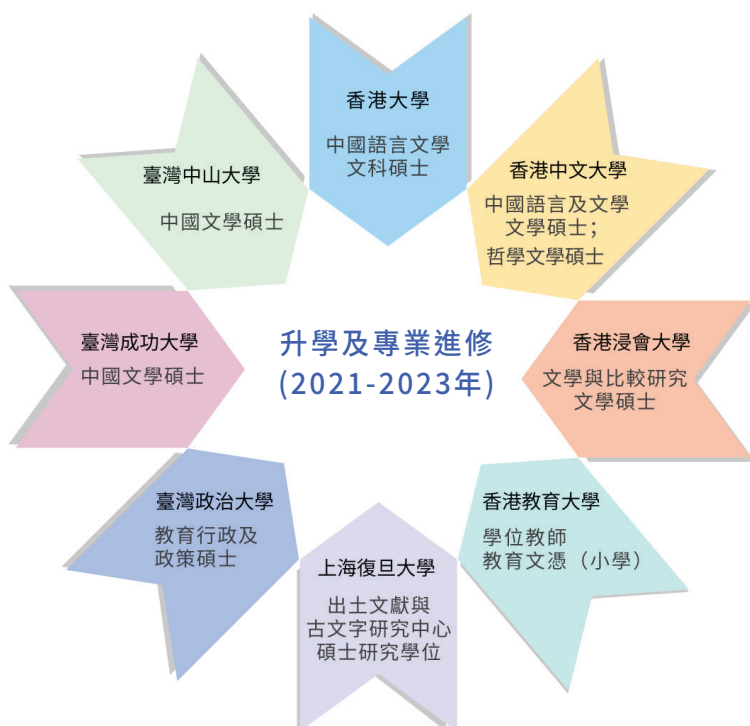 升學及專業進修
(2021-2023年)
香港大學
中國語言文學
文科碩士
香港中文大學
中國語言及文學
文學碩士；
哲學文學碩士
香港浸會大學
文學與比較研究
文學碩士
香港教育大學
學位教師
教育文憑（小學）
上海復旦大學
出土文獻與
古文字研究中心
碩士研究學位
臺灣政治大學
教育行政及
政策碩士
臺灣成功大學
中國文學碩士
臺灣中山大學
中國文學碩士